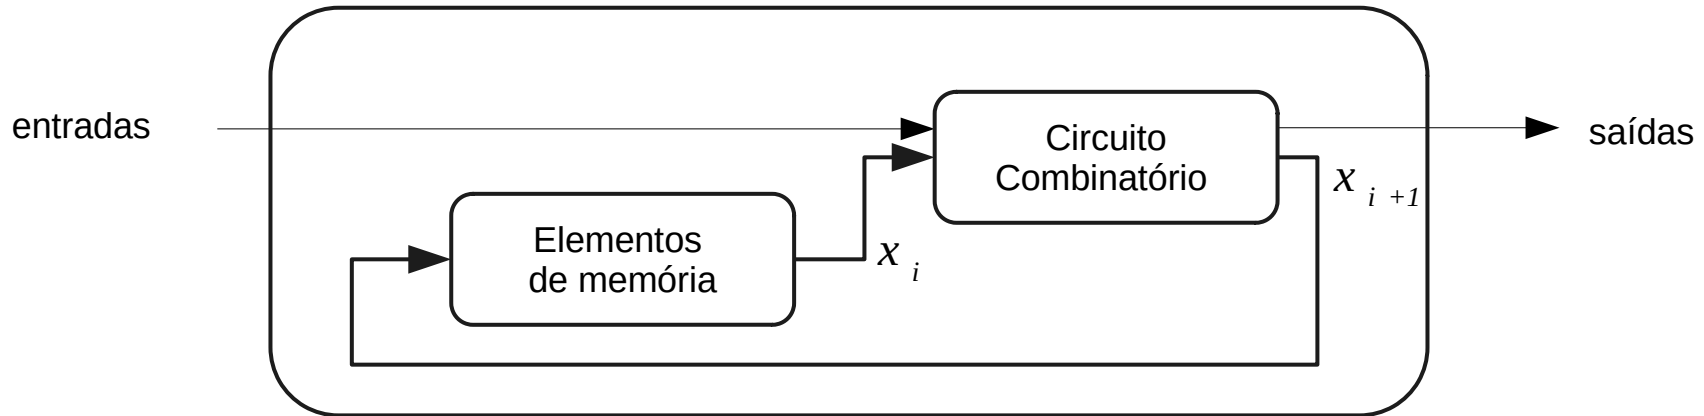 entradas
Circuito
Combinatório
saídas
x i +1
Elementos
de memória
x i